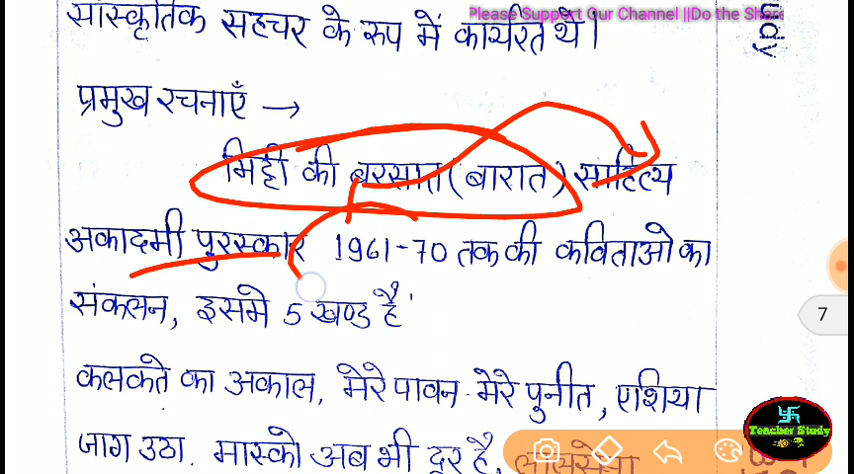 सांस्कृतिक सहचर के रूप में कार्यरत थे।
Please Support Our Channel ||Do the Share
udy
प्रमुख रचनाएँ →
मिट्टी की बरसात (बारात) साहित्य
अकादमी पुरस्कार 1961-70 तक की कविताओ का
संकलन, इसमे 5 खण्ड है
7
कलकते का अकाल, मेरे पावन - मेरे पुनीत, एशिया
जाग उठा. मास्को अब भी दूर है,
Teacher Study